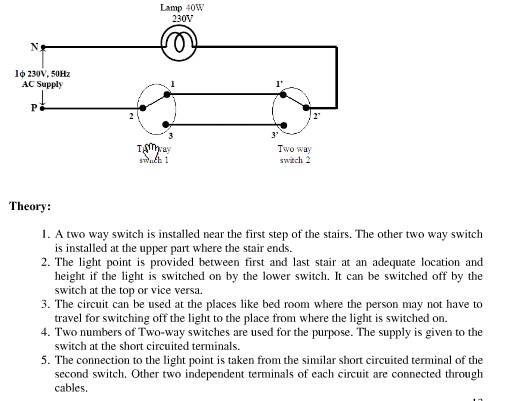 Lamp 40W
230V
N
1ϕ 230V, 50Hz
AC Supply
P
1
1'
2
2'
3
3'
Two way
switch 1
Two way
switch 2
Theory:
1. A two way switch is installed near the first step of the stairs. The other two way switch
is installed at the upper part where the stair ends.
2. The light point is provided between first and last stair at an adequate location and
height if the light is switched on by the lower switch. It can be switched off by the
switch at the top or vice versa.
3. The circuit can be used at the places like bed room where the person may not have to
travel for switching off the light to the place from where the light is switched on.
4. Two numbers of Two-way switches are used for the purpose. The supply is given to the
switch at the short circuited terminals.
5. The connection to the light point is taken from the similar short circuited terminal of the
second switch. Other two independent terminals of each circuit are connected through
cables.